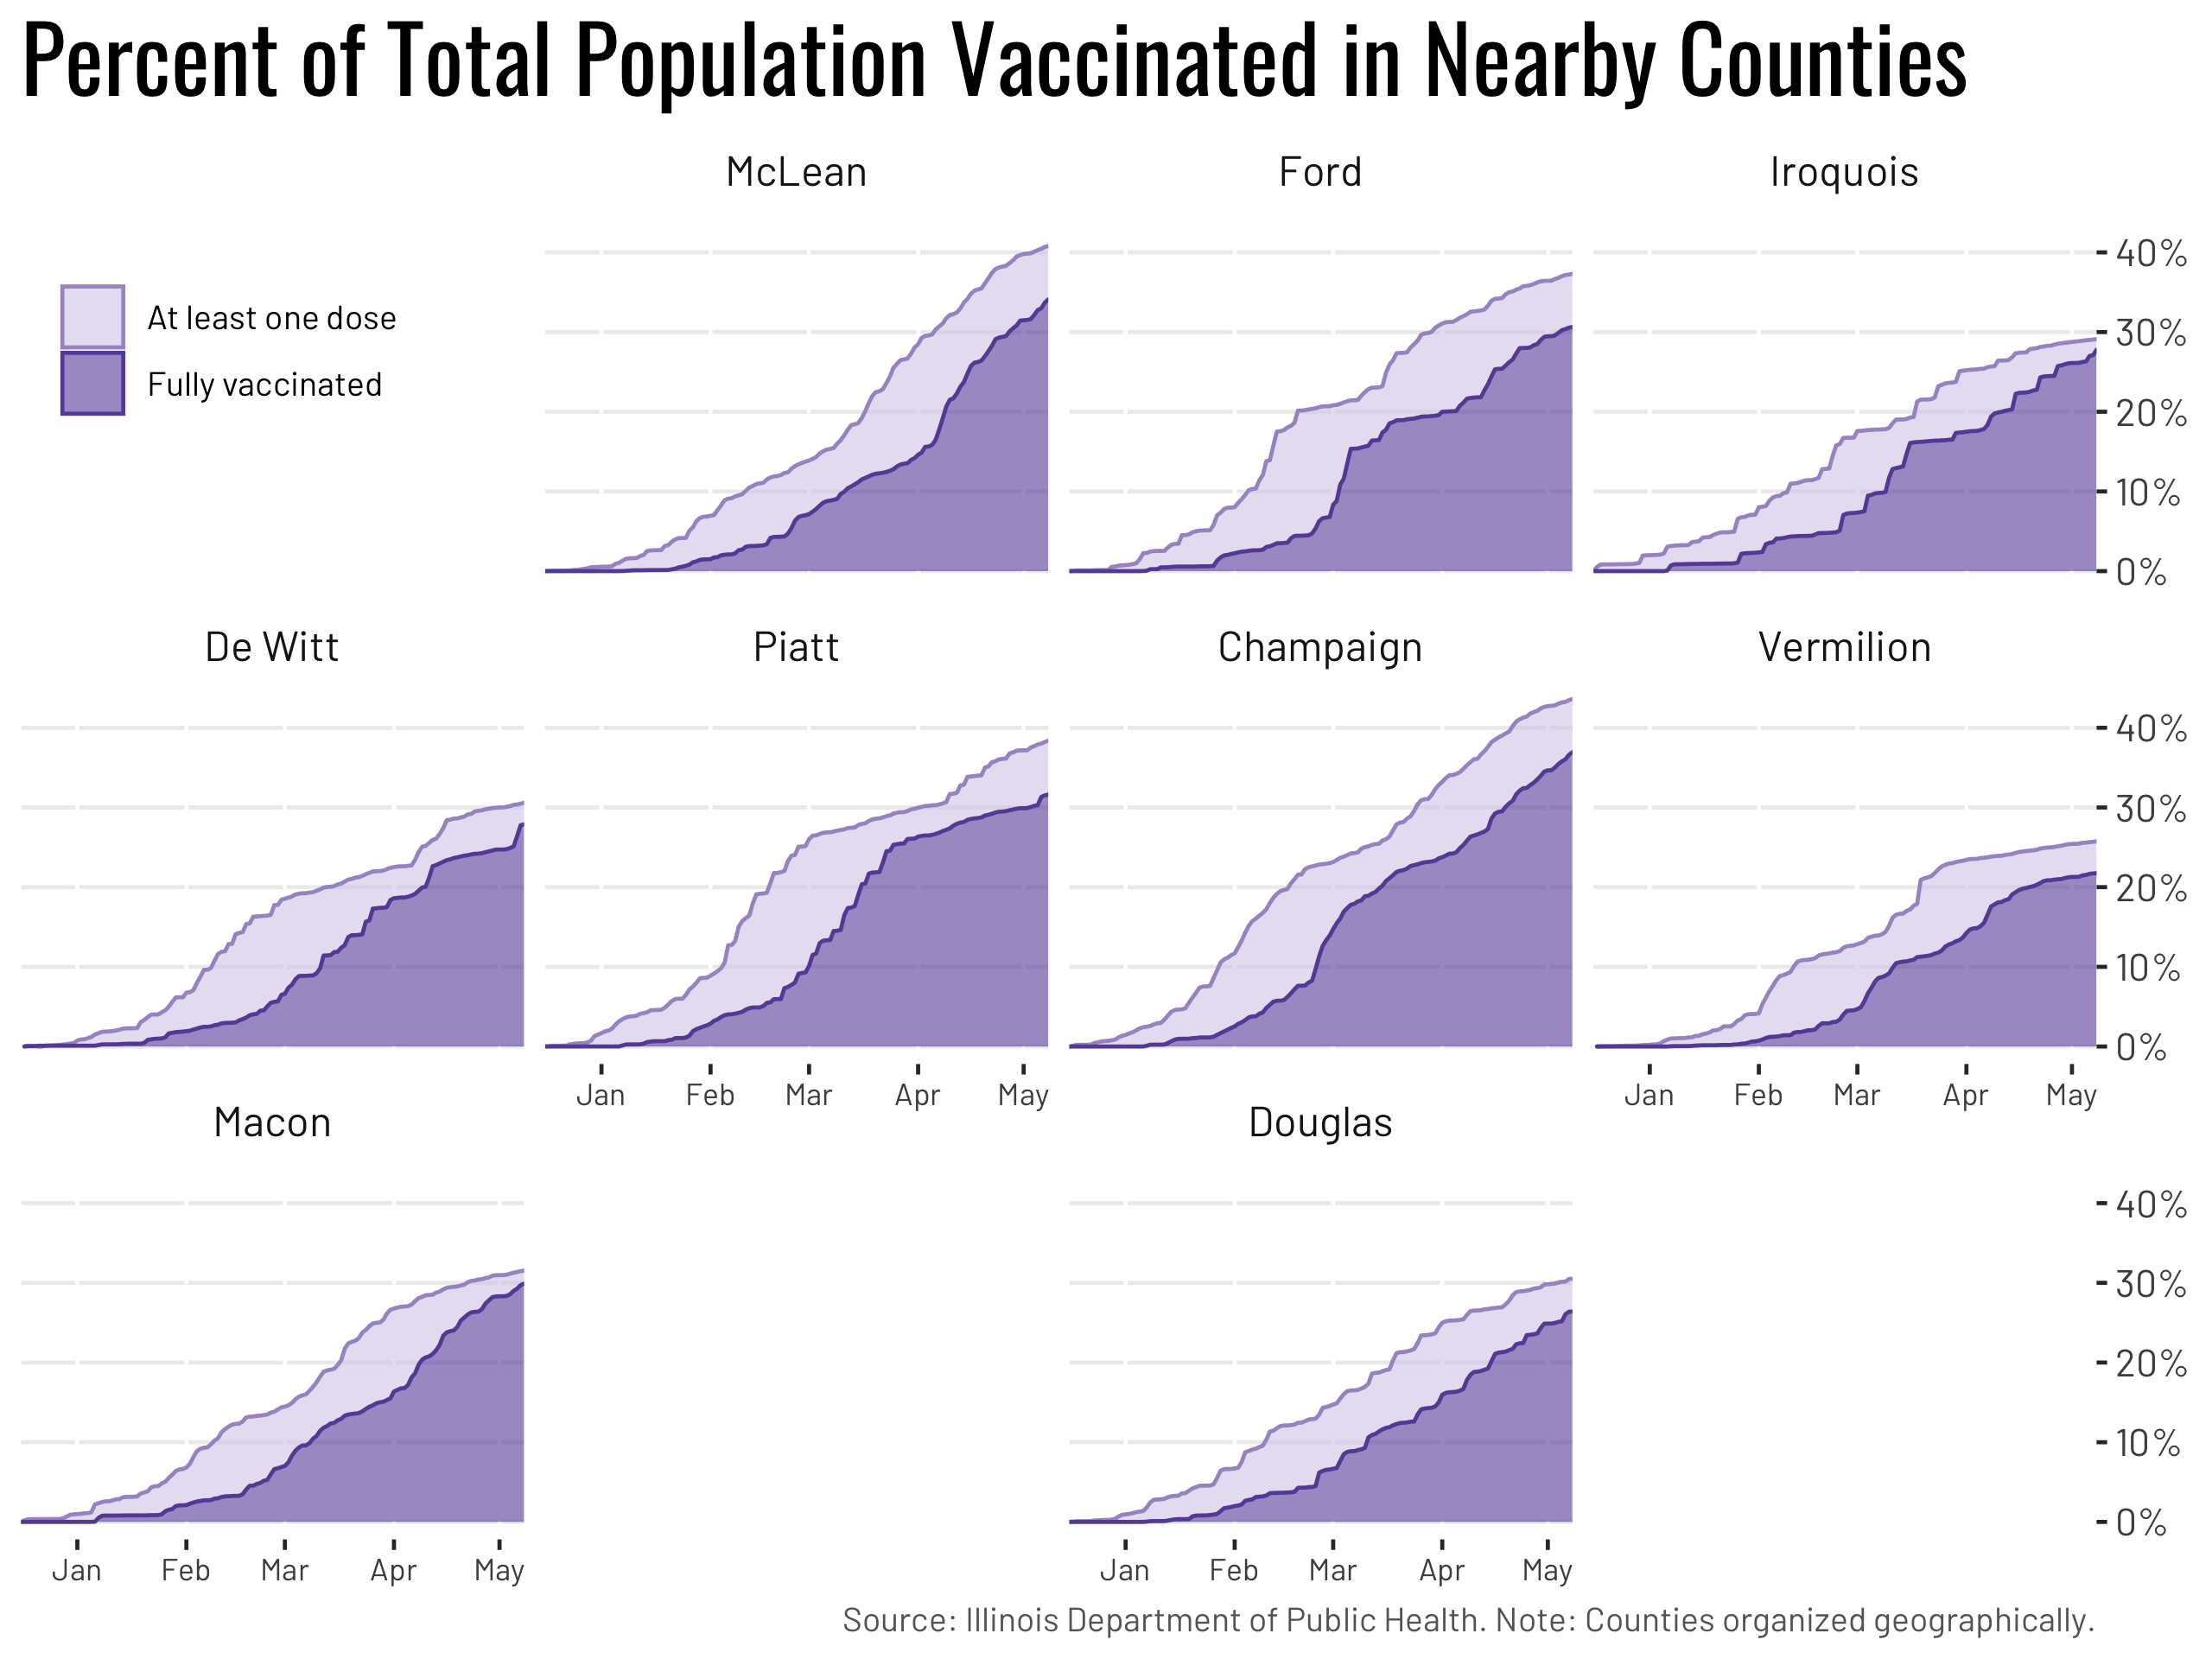 Percent of Total Population Vaccinated in Nearby Counties
McLean
Ford
Iroquois
At least one dose
Fully vaccinated
40%
30%
20%
10%
0%
De Witt
Piatt
Champaign
Vermilion
40%
30%
20%
10%
0%
Jan Feb Mar Apr May
Jan Feb Mar Apr May
Macon
Douglas
40%
30%
20%
10%
0%
Jan Feb Mar Apr May
Jan Feb Mar Apr May
Source: Illinois Department of Public Health. Note: Counties organized geographically.